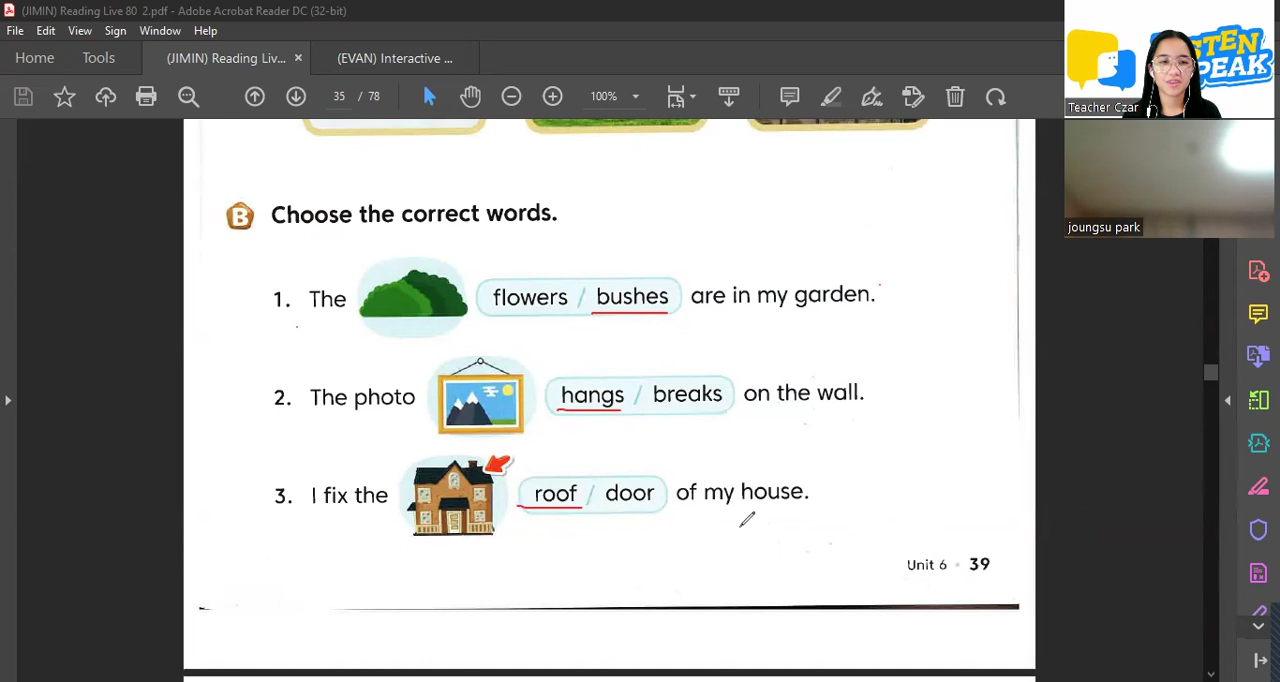 (JIMIN) Reading Live 80 2.pdf - Adobe Acrobat Reader DC (32-bit)
File Edit View Sign Window Help
Home Tools (JIMIN) Reading Liv... × (EVAN) Interactive ...
35 / 78 100%
Teacher Czar
joungsu park
B Choose the correct words.
1. The flowers / bushes are in my garden.
2. The photo hangs / breaks on the wall.
3. I fix the roof / door of my house.
Unit 6 • 39